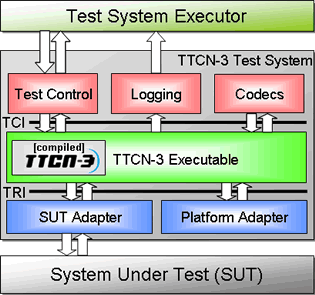 Test System Executor
TTCN-3 Test System
Test Control
Logging
Codecs
TCI
[compiled]
TTCN-3
TTCN-3 Executable
TRI
SUT Adapter
Platform Adapter
System Under Test (SUT)